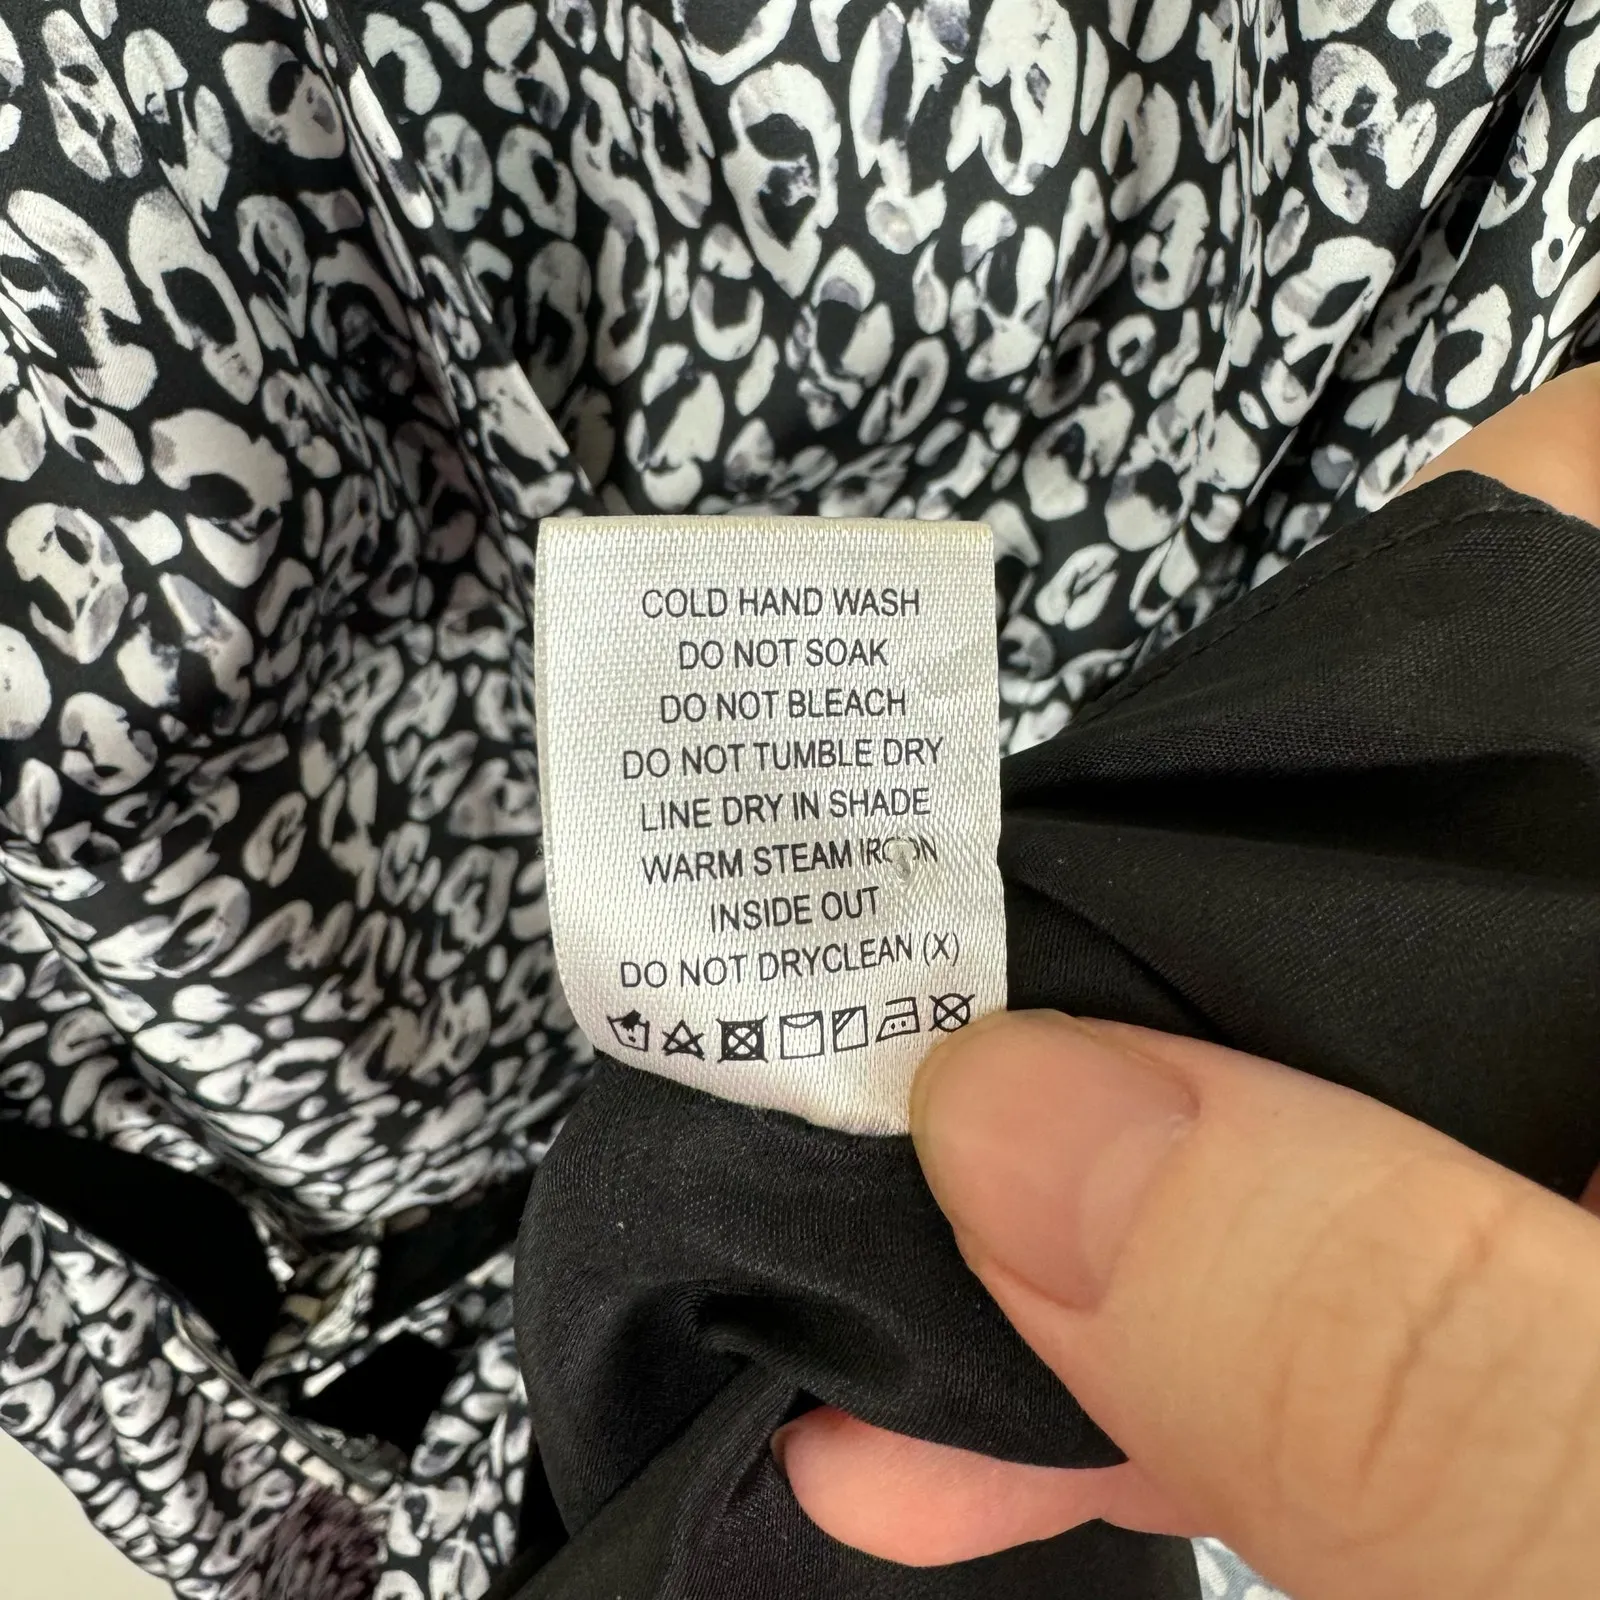 COLD HAND WASH
DO NOT SOAK
DO NOT BLEACH
DO NOT TUMBLE DRY
LINE DRY IN SHADE
WARM STEAM IRON
INSIDE OUT
DO NOT DRYCLEAN (X)